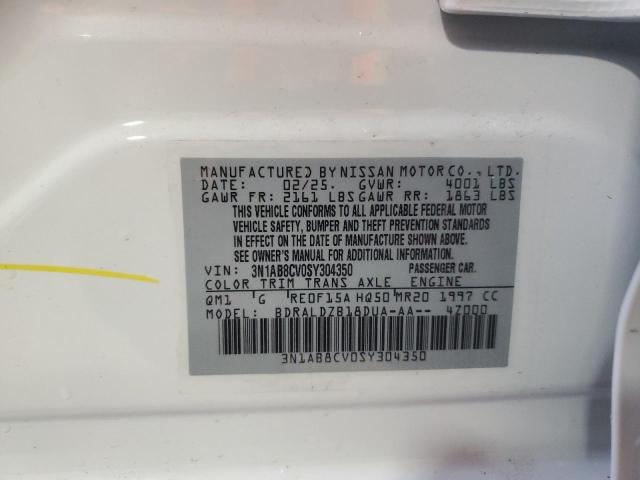 MANUFACTURED BY NISSAN MOTOR CO., LTD.
DATE: 02/25. GVWR: 4001 LBS
GAWR FR: 2161 LBS GAWR RR: 1863 LBS
THIS VEHICLE CONFORMS TO ALL APPLICABLE FEDERAL MOTOR
VEHICLE SAFETY, BUMPER AND THEFT PREVENTION STANDARDS
IN EFFECT ON THE DATE OF MANUFACTURE SHOWN ABOVE.
SEE OWNER'S MANUAL FOR ADDITIONAL INFORMATION.
VIN: 3N1AB8CV0SY304350 PASSENGER CAR.
COLOR TRIM TRANS AXLE ENGINE
QM1 G RE0F15A HQ50 MR20 1997 CC
MODEL: BDRALDZB18DUA-AA-- 4Z000
3N1AB8CV0SY304350